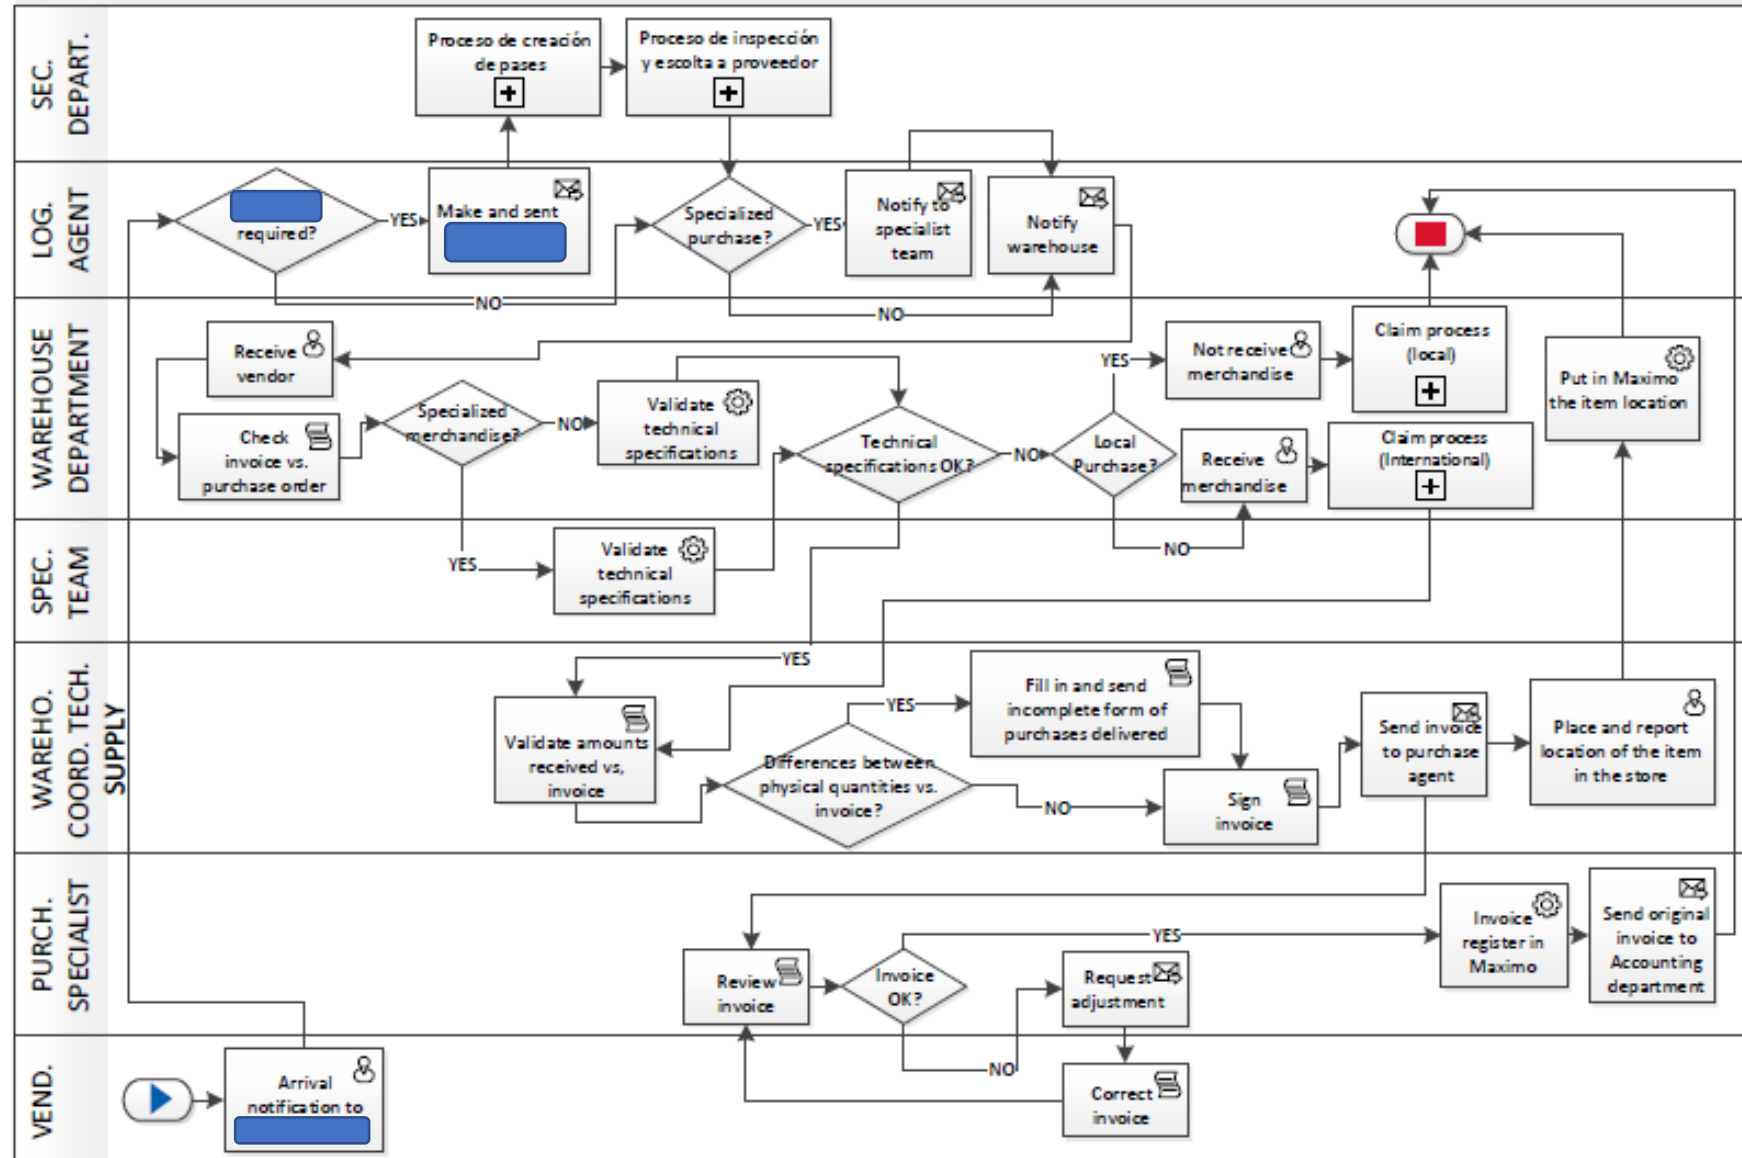 SEC.
DEPART.
Proceso de creación
de pases
Proceso de inspección
y escolta a proveedor
LOG.
AGENT
required?
YES
Make and sent
NO
Specialized
purchase?
YES
Notify to
specialist
team
NO
Notify
warehouse
WAREHOUSE
DEPARTMENT
Receive
vendor
Check
invoice vs.
purchase order
Specialized
merchandise?
NO
Validate
technical
specifications
Technical
specifications OK?
NO
Local
Purchase?
YES
Not receive
merchandise
Claim process
(local)
Receive
merchandise
Claim process
(International)
Put in Maximo
the item location
NO
SPEC.
TEAM
YES
Validate
technical
specifications
WAREHO.
COORD. TECH.
SUPPLY
YES
Validate amounts
received vs,
invoice
Differences between
physical quantities vs.
invoice?
YES
Fill in and send
incomplete form of
purchases delivered
NO
Sign
invoice
Send invoice
to purchase
agent
Place and report
location of the item
in the store
PURCH.
SPECIALIST
Review
invoice
Invoice
OK?
YES
Request
adjustment
Invoice
register in
Maximo
Send original
invoice to
Accounting
department
NO
VEND.
Arrival
notification to
Correct
invoice